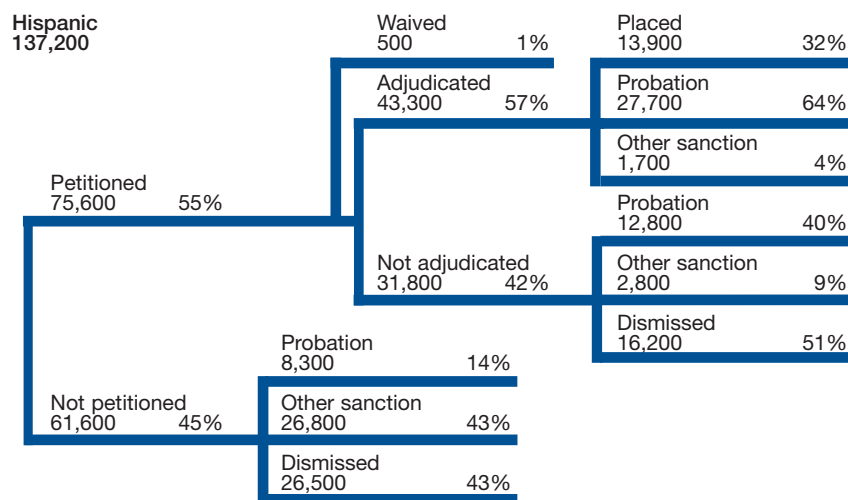 Hispanic
137,200
Waived
500 1%
Adjudicated
43,300 57%
Placed
13,900 32%
Probation
27,700 64%
Other sanction
1,700 4%
Petitioned
75,600 55%
Not adjudicated
31,800 42%
Probation
12,800 40%
Other sanction
2,800 9%
Dismissed
16,200 51%
Not petitioned
61,600 45%
Probation
8,300 14%
Other sanction
26,800 43%
Dismissed
26,500 43%